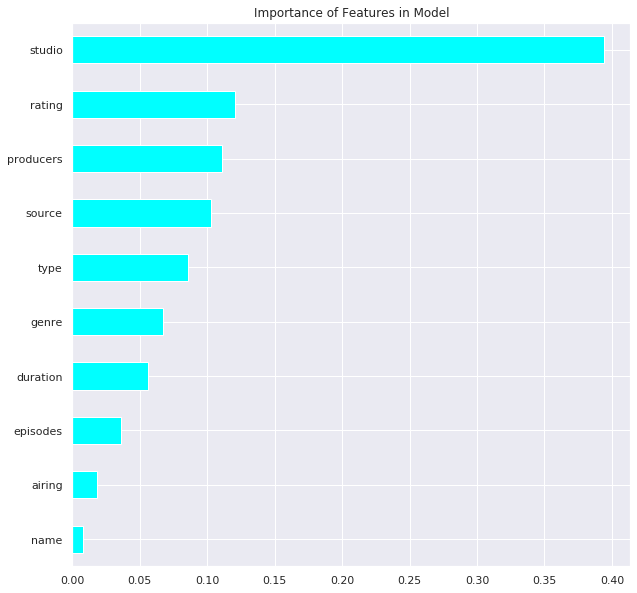 Importance of Features in Model
studio
rating
producers
source
type
genre
duration
episodes
airing
name
0.00 0.05 0.10 0.15 0.20 0.25 0.30 0.35 0.40